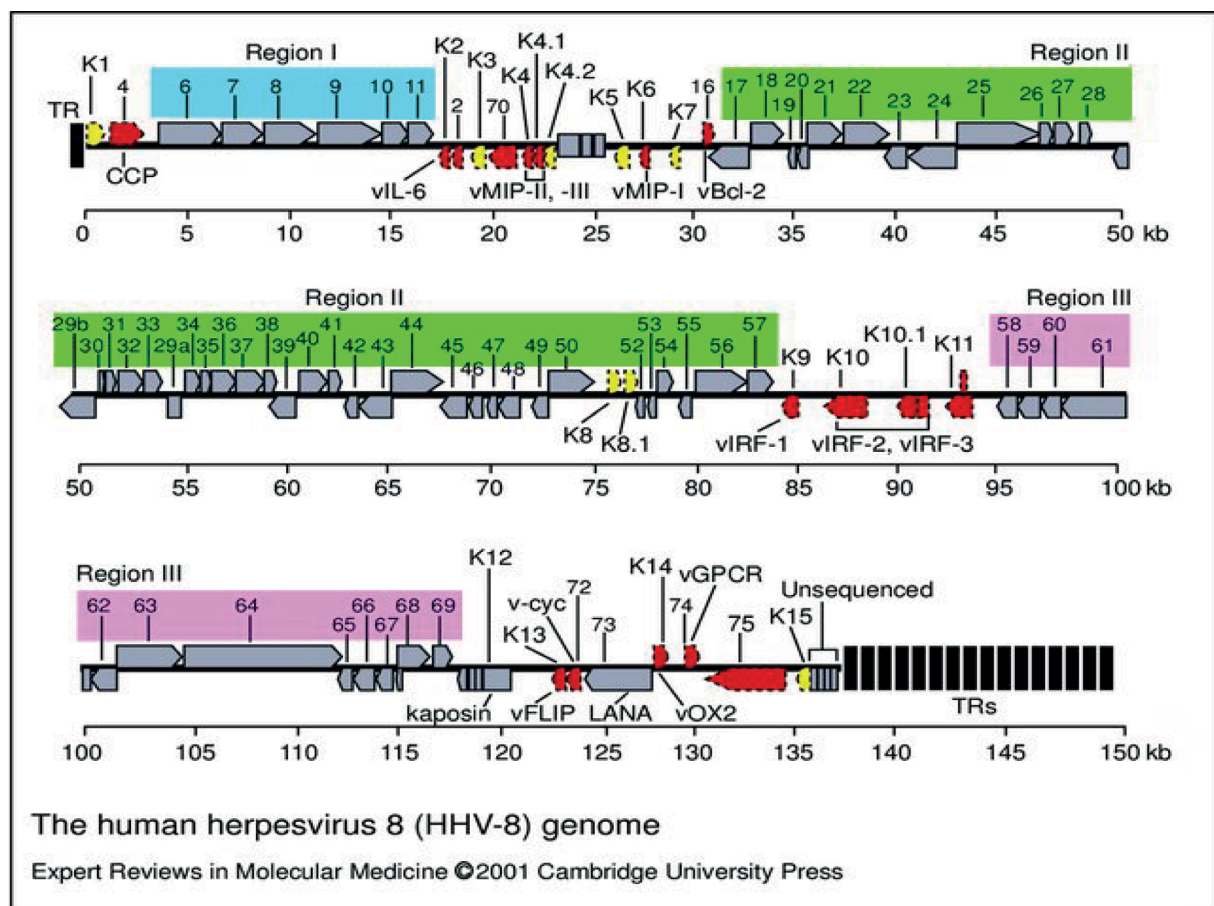 Region I
Region II
K1 K2 K3 K4 K4.1 K4.2 K5 K6 K7
TR 4 6 7 8 9 10 11 2 70 16 17 18 19 20 21 22 23 24 25 26 27 28
CCP vIL-6 vMIP-II, -III vMIP-I vBcl-2
0 5 10 15 20 25 30 35 40 45 50 kb
Region II
Region III
29b 30 31 32 33 29a 34 35 36 37 38 39 40 41 42 43 44 45 46 47 48 49 50 52 53 54 55 56 57 K9 K10 K10.1 K11 58 59 60 61
K8 K8.1 vIRF-1 vIRF-2, vIRF-3
50 55 60 65 70 75 80 85 90 95 100 kb
Region III
62 63 64 65 66 67 68 69 K12 K13 v-cyc 72 73 K14 74 vGPCR 75 K15 Unsequenced
kaposin vFLIP LANA vOX2 TRs
100 105 110 115 120 125 130 135 140 145 150 kb
The human herpesvirus 8 (HHV-8) genome
Expert Reviews in Molecular Medicine ©2001 Cambridge University Press